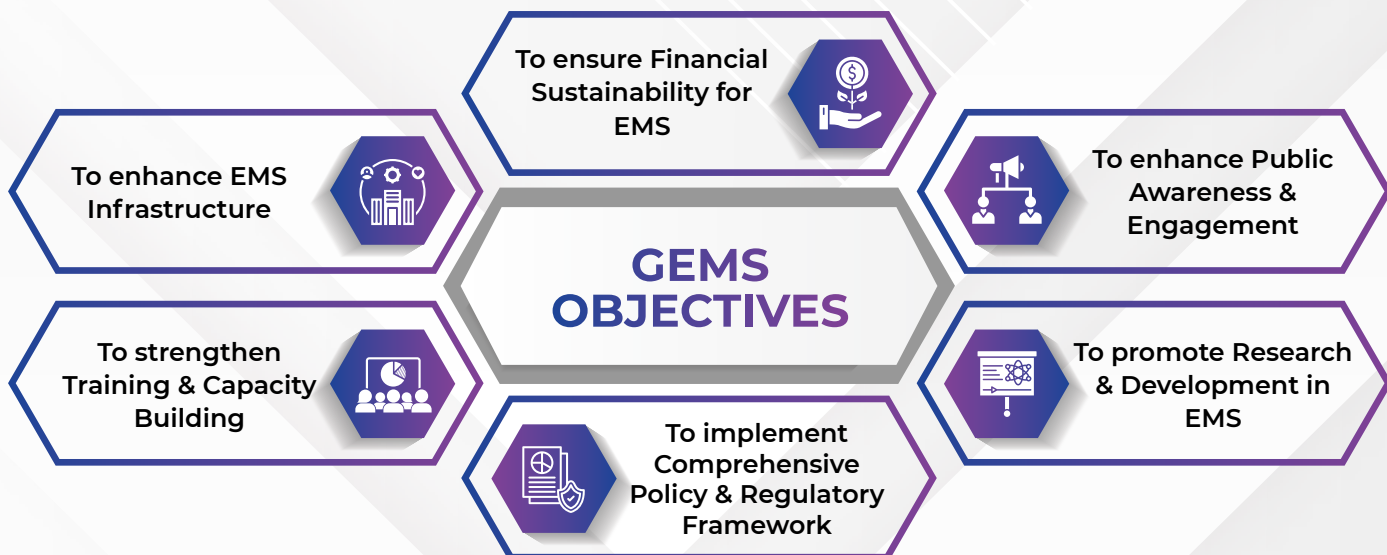 To ensure Financial
Sustainability for
EMS
To enhance EMS
Infrastructure
To enhance Public
Awareness &
Engagement
GEMS
OBJECTIVES
To strengthen
Training & Capacity
Building
To promote Research
& Development in
EMS
To implement
Comprehensive
Policy & Regulatory
Framework